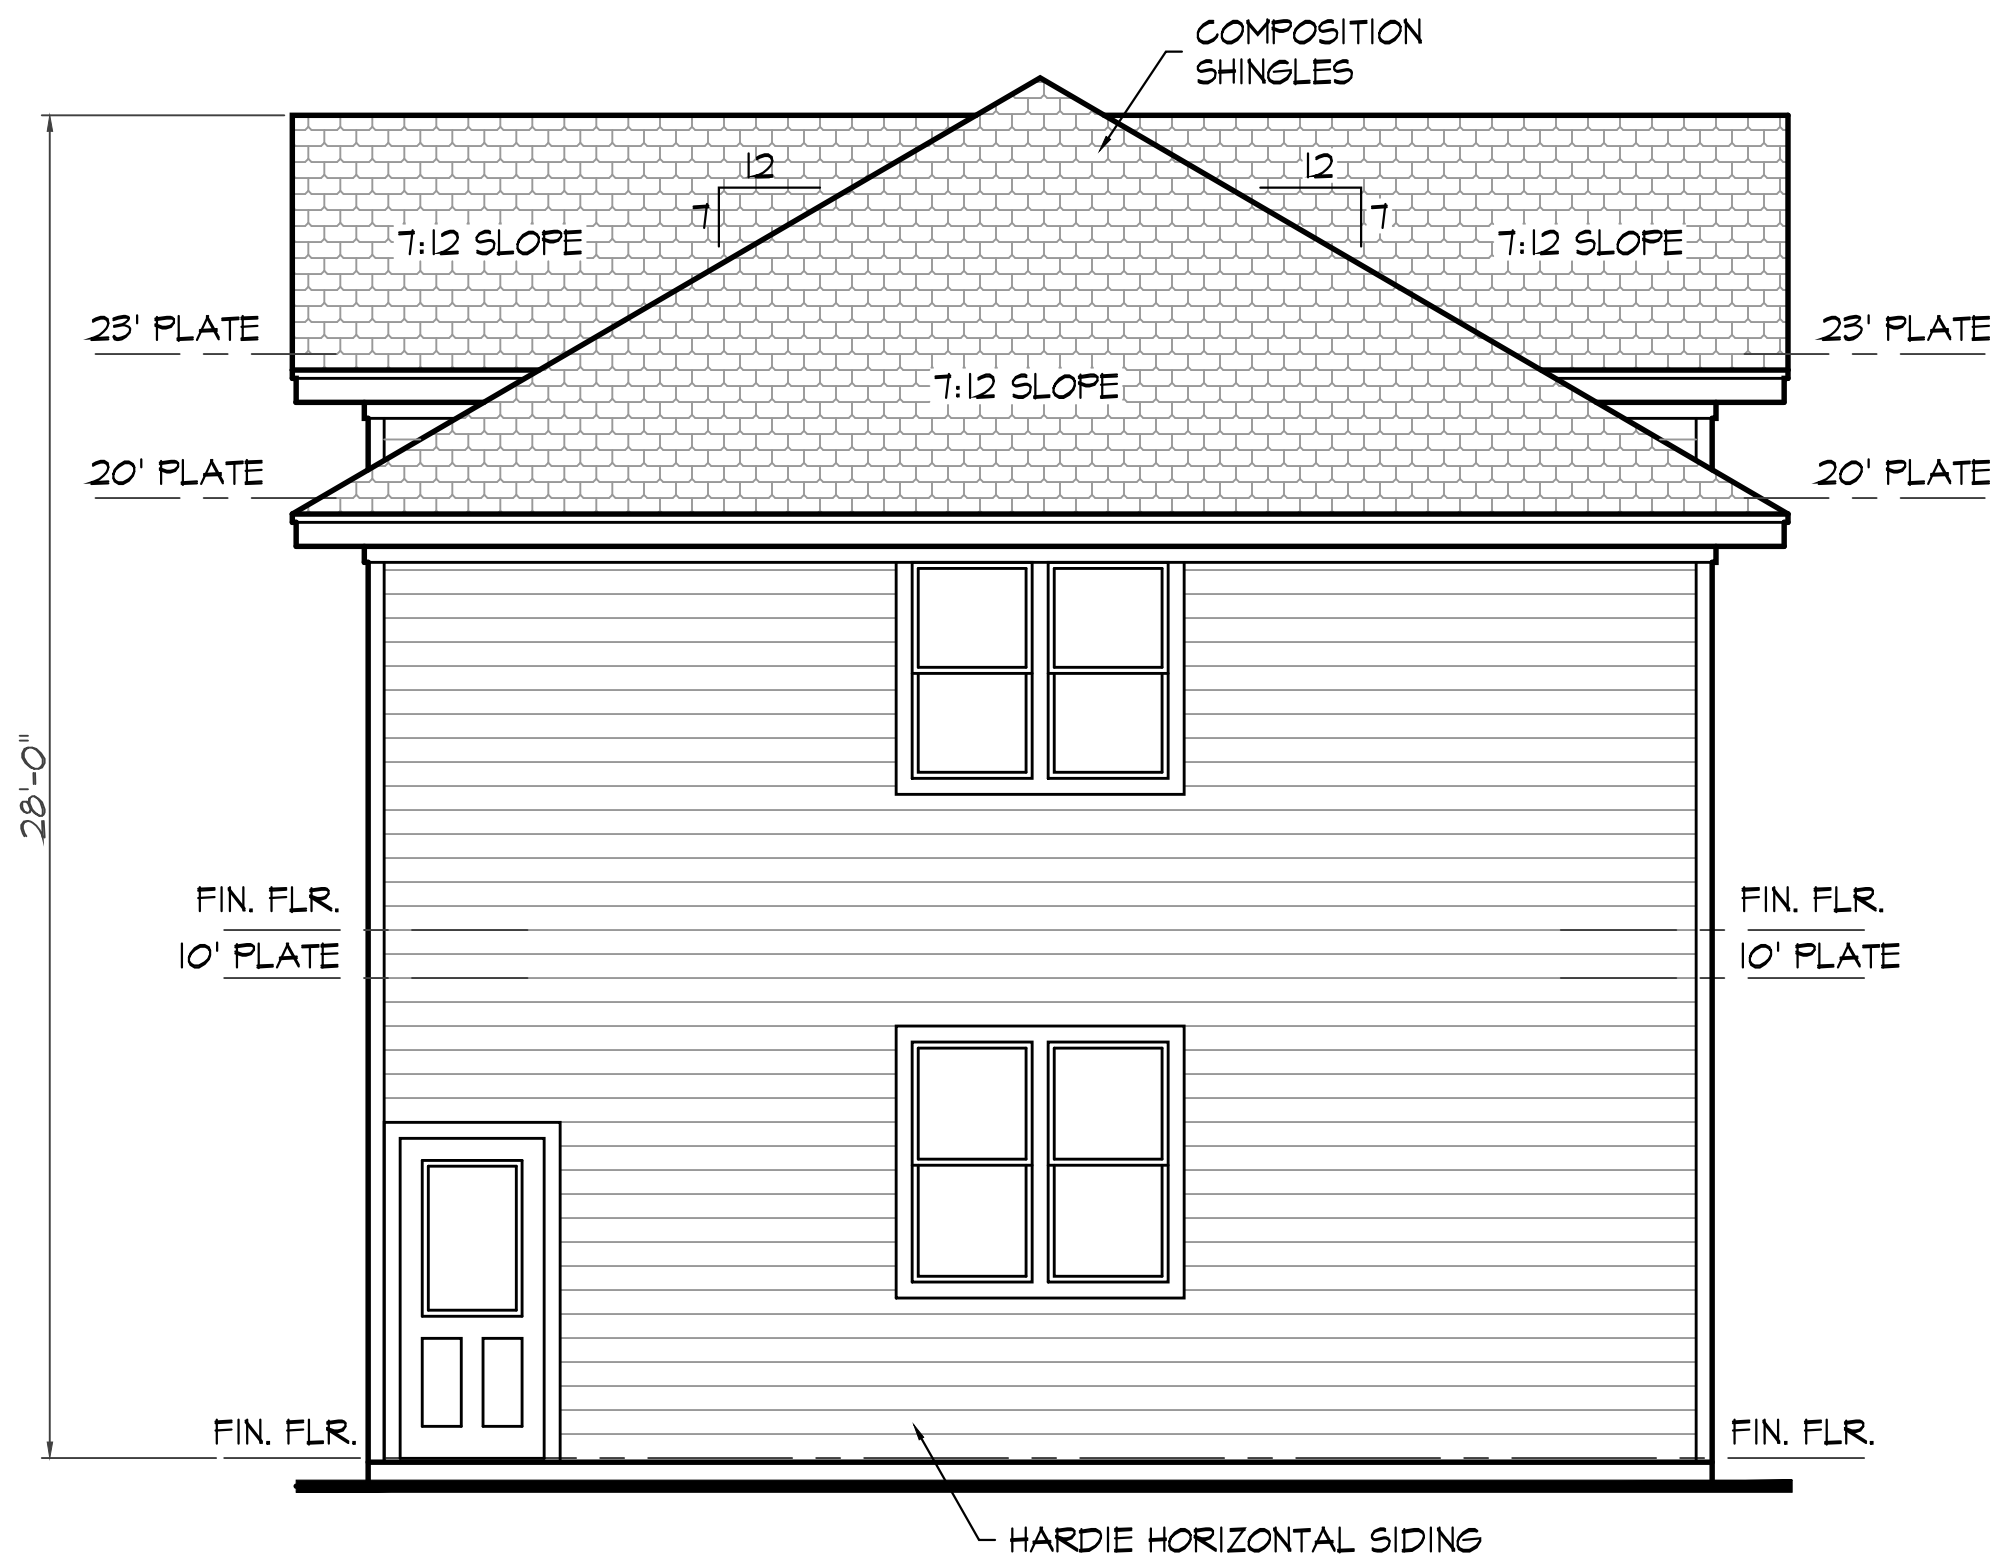 COMPOSITION
SHINGLES
12
12
7
7
7:12 SLOPE
7:12 SLOPE
23' PLATE
23' PLATE
7:12 SLOPE
20' PLATE
20' PLATE
28'-0"
FIN. FLR.
FIN. FLR.
10' PLATE
10' PLATE
FIN. FLR.
FIN. FLR.
HARDIE HORIZONTAL SIDING